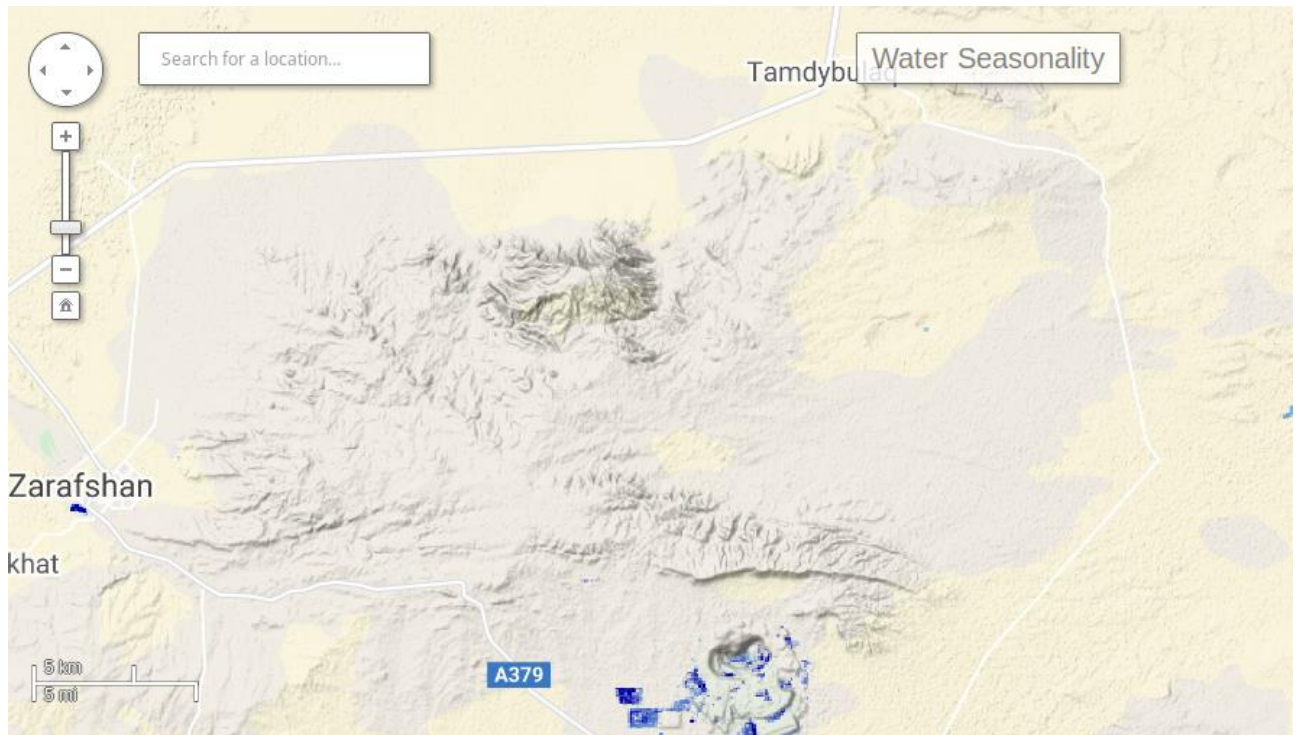 Search for a location...
Water Seasonality
Tamdybulaq
Zarafshan
khat
A379
5 km
5 mi